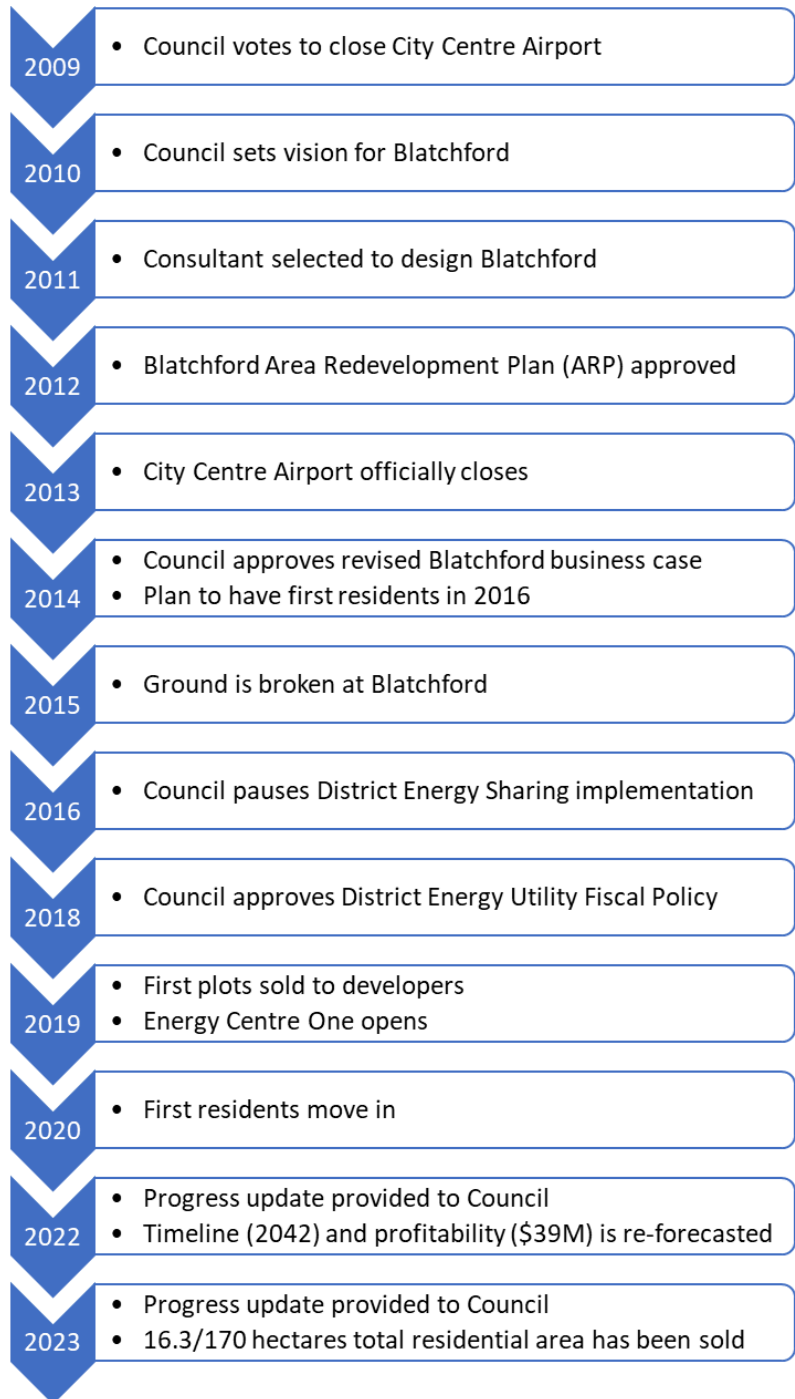 2009
• Council votes to close City Centre Airport
2010
• Council sets vision for Blatchford
2011
• Consultant selected to design Blatchford
2012
• Blatchford Area Redevelopment Plan (ARP) approved
2013
• City Centre Airport officially closes
2014
• Council approves revised Blatchford business case
• Plan to have first residents in 2016
2015
• Ground is broken at Blatchford
2016
• Council pauses District Energy Sharing implementation
2018
• Council approves District Energy Utility Fiscal Policy
2019
• First plots sold to developers
• Energy Centre One opens
2020
• First residents move in
2022
• Progress update provided to Council
• Timeline (2042) and profitability ($39M) is re-forecasted
2023
• Progress update provided to Council
• 16.3/170 hectares total residential area has been sold